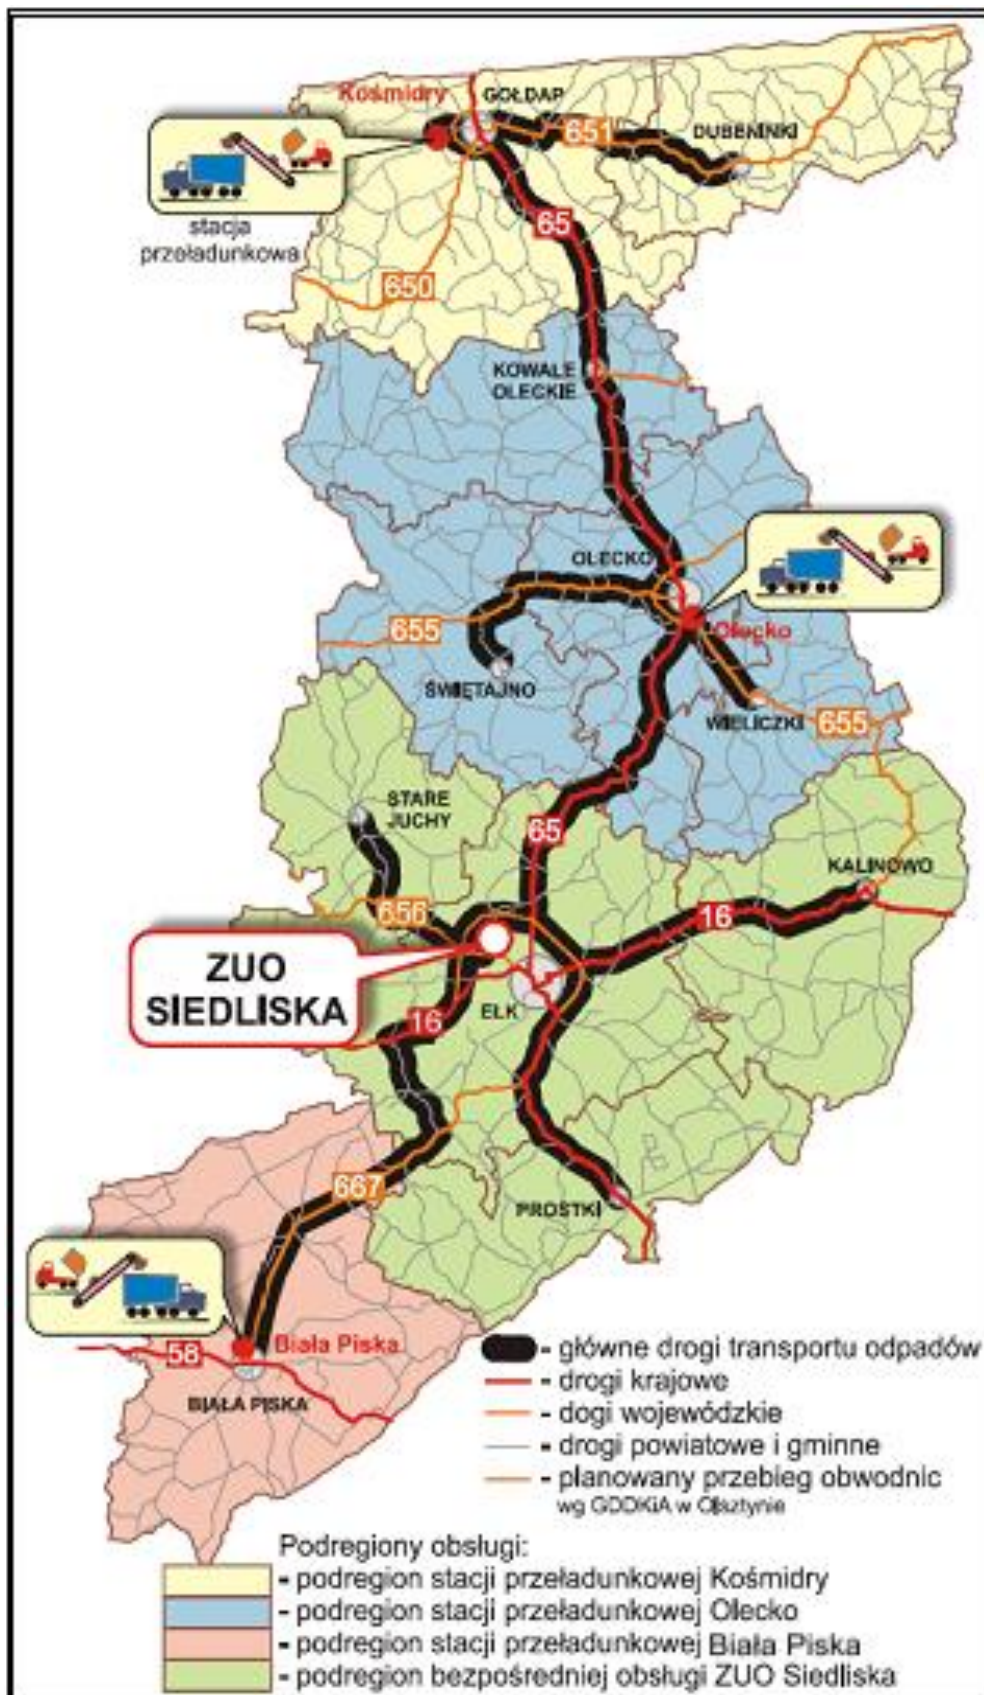 Kośmidry
GOŁDAP
651
DUBENINKI
stacja
przeładunkowa
65
650
KOWALE
OLECKIE
OLECKO
Olecko
655
ŚWIĘTAJNO
WIELICZKI
655
STARE
JUCHY
65
KALINOWO
656
16
ZUO
SIEDLISKA
EŁK
16
667
PROSTKI
Biała Piska
58
BIAŁA PISKA
- główne drogi transportu odpadów
- drogi krajowe
- dogi wojewódzkie
- drogi powiatowe i gminne
- planowany przebieg obwodnic
wg GDDKiA w Olsztynie
Podregiony obsługi:
- podregion stacji przeładunkowej Kośmidry
- podregion stacji przeładunkowej Olecko
- podregion stacji przeładunkowej Biała Piska
- podregion bezpośredniej obsługi ZUO Siedliska